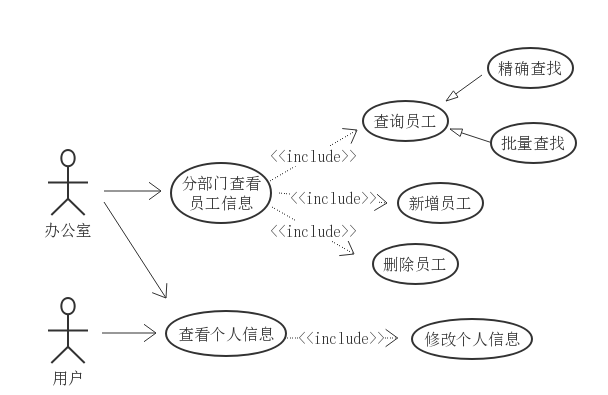 精确查找
查询员工
批量查找
<<include>>
分部门查看
员工信息
<<include>>
新增员工
办公室
<<include>>
删除员工
查看个人信息
<<include>>
修改个人信息
用户